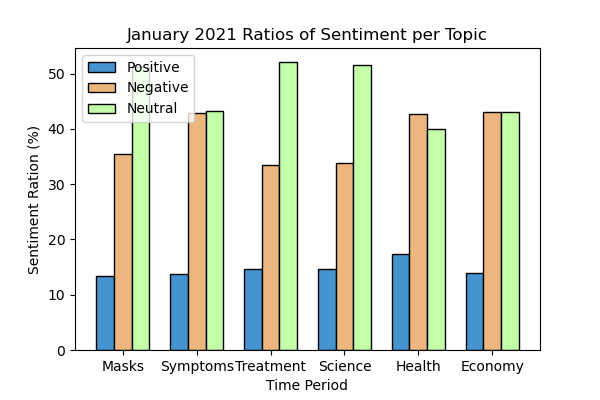 January 2021 Ratios of Sentiment per Topic
Positive
Negative
Neutral
Sentiment Ration (%)
50
40
30
20
10
0
Masks Symptoms Treatment Science Health Economy
Time Period